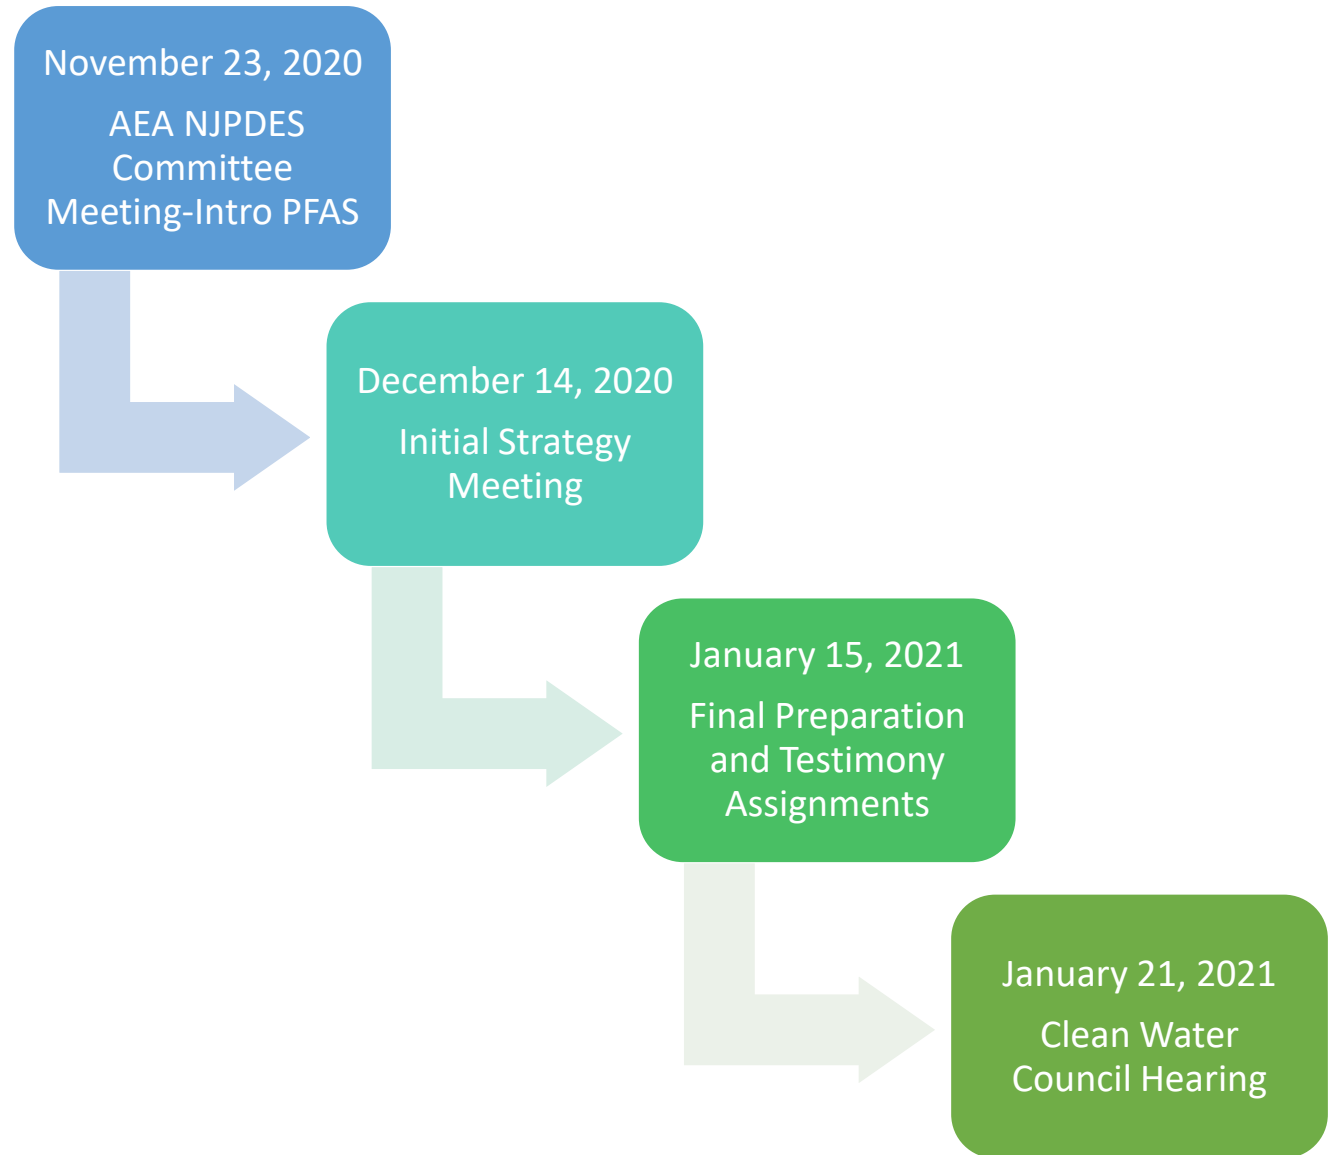 November 23, 2020
AEA NJPDES
Committee
Meeting-Intro PFAS
December 14, 2020
Initial Strategy
Meeting
January 15, 2021
Final Preparation
and Testimony
Assignments
January 21, 2021
Clean Water
Council Hearing